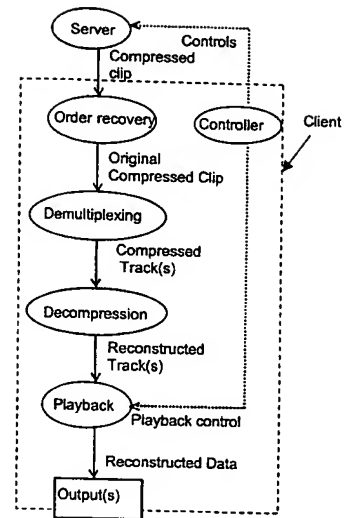 Server
Controls
Compressed
clip
Order recovery
Controller
Client
Original
Compressed Clip
Demultiplexing
Compressed
Track(s)
Decompression
Reconstructed
Track(s)
Playback
Playback control
Reconstructed Data
Output(s)